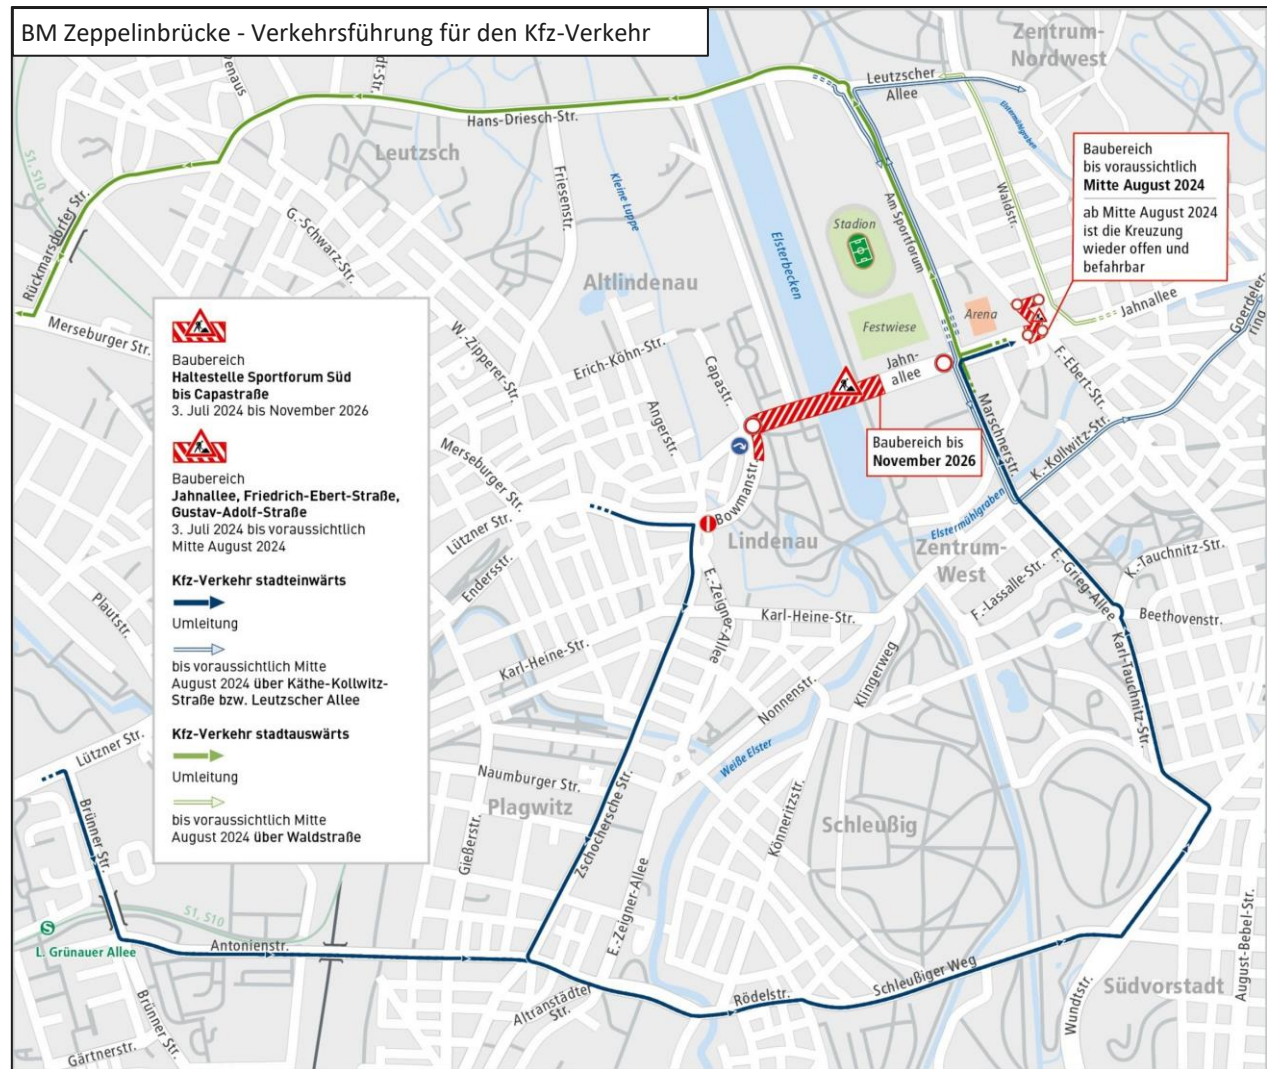 BM Zeppelinbrücke - Verkehrsführung für den Kfz-Verkehr
Zentrum-
Nordwest
Leutzscher
Allee
Elstermühlgraben
Hans-Driesch-Str.
Leutzsch
S1, S10
Rückmarsdorfer Str.
G.-Schwarz-Str.
Friesenstr.
Kleine Luppe
Elsterbecken
Stadion
Am Sportforum
Waldstr.
Baubereich
bis voraussichtlich
Mitte August 2024
ab Mitte August 2024
ist die Kreuzung
wieder offen und
befahrbar
Altlindenau
Festwiese
Arena
Jahnallee
Goerdeler-
ring
Merseburger Str.
W.-Zipperer-Str.
Erich-Köhn-Str.
Capastr.
Jahn-
allee
F.-Ebert-Str.
Angerstr.
Marschnerstr.
K.-Kollwitz-Str.
Baubereich bis
November 2026
Merseburger Str.
Lützner Str.
Endersstr.
Bowmanstr.
Lindenau
Elstermühlgraben
Zentrum-
West
E.-Grieg-Allee
K.-Tauchnitz-Str.
F.-Lassalle-Str.
Beethovenstr.
Karl-Heine-Str.
E.-Zeigner-Allee
Karl-Heine-Str.
Karl-Tauchnitz-Str.
Klingerweg
Nonnenstr.
Weiße Elster
Plautstr.
Baubereich
Haltestelle Sportforum Süd
bis Capastraße
3. Juli 2024 bis November 2026
Baubereich
Jahnallee, Friedrich-Ebert-Straße,
Gustav-Adolf-Straße
3. Juli 2024 bis voraussichtlich
Mitte August 2024
Kfz-Verkehr stadteinwärts
Umleitung
bis voraussichtlich Mitte
August 2024 über Käthe-Kollwitz-
Straße bzw. Leutzscher Allee
Kfz-Verkehr stadtauswärts
Umleitung
bis voraussichtlich Mitte
August 2024 über Waldstraße
Lützner Str.
Brünner Str.
Naumburger Str.
Plagwitz
Gießerstr.
Zschochersche Str.
Könneritzstr.
Schleußig
E.-Zeigner-Allee
S1, S10
S
L. Grünauer Allee
Antonienstr.
Brünner Str.
Gärtnerstr.
Altranstädter
Str.
Rödelstr.
Schleußiger Weg
Wundtstr.
Südvorstadt
August-Bebel-Str.